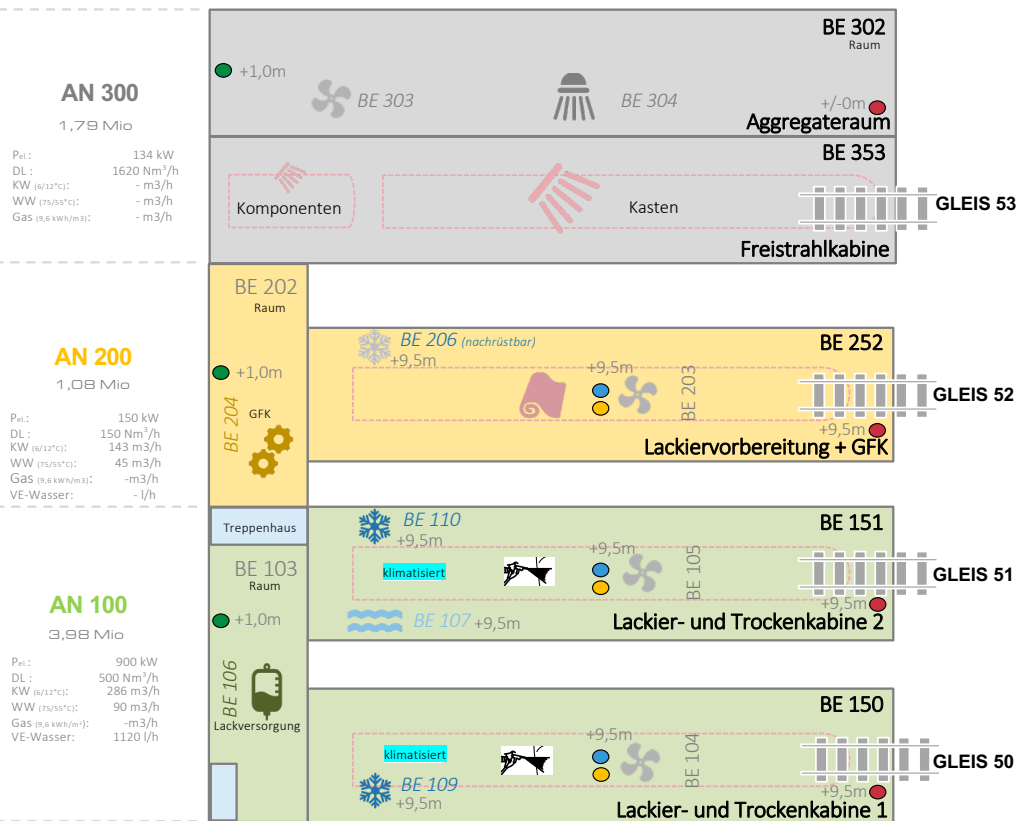 AN 300
1,79 Mio
Pel.: 134 kW
DL : 1620 Nm³/h
KW (6/12°C): - m3/h
WW (75/55°C): - m3/h
Gas (9,6 kWh/m3): - m3/h
BE 302
Raum
+1,0m
BE 303
BE 304
+/-0m
Aggregateraum
BE 353
Komponenten
Kasten
GLEIS 53
Freistrahlkabine
AN 200
1,08 Mio
Pel.: 150 kW
DL : 150 Nm³/h
KW (6/12°C): 143 m3/h
WW (75/55°C): 45 m3/h
Gas (9,6 kWh/m3): -m3/h
VE-Wasser: - l/h
BE 202
Raum
+1,0m
BE 204
GFK
BE 206 (nachrüstbar)
+9,5m
BE 252
+9,5m
BE 203
GLEIS 52
+9,5m
Lackiervorbereitung + GFK
AN 100
3,98 Mio
Pel.: 900 kW
DL : 500 Nm³/h
KW (6/12°C): 286 m3/h
WW (75/55°C): 90 m3/h
Gas (9,6 kWh/m³): -m3/h
VE-Wasser: 1120 l/h
Treppenhaus
BE 103
Raum
+1,0m
BE 106
Lackversorgung
BE 110
+9,5m
BE 151
+9,5m
klimatisiert
BE 105
GLEIS 51
+9,5m
BE 107 +9,5m
Lackier- und Trockenkabine 2
BE 150
+9,5m
klimatisiert
BE 104
GLEIS 50
BE 109
+9,5m
+9,5m
Lackier- und Trockenkabine 1